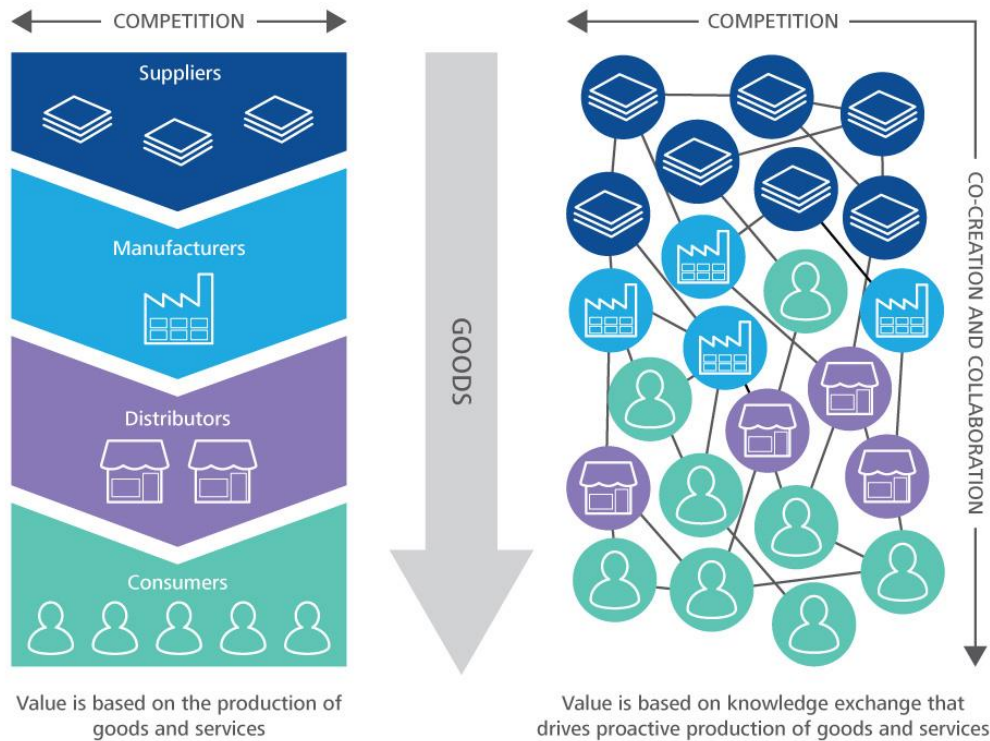 COMPETITION
Suppliers
Manufacturers
Distributors
Consumers
Value is based on the production of
goods and services
GOODS
COMPETITION
CO-CREATION AND COLLABORATION
Value is based on knowledge exchange that
drives proactive production of goods and services